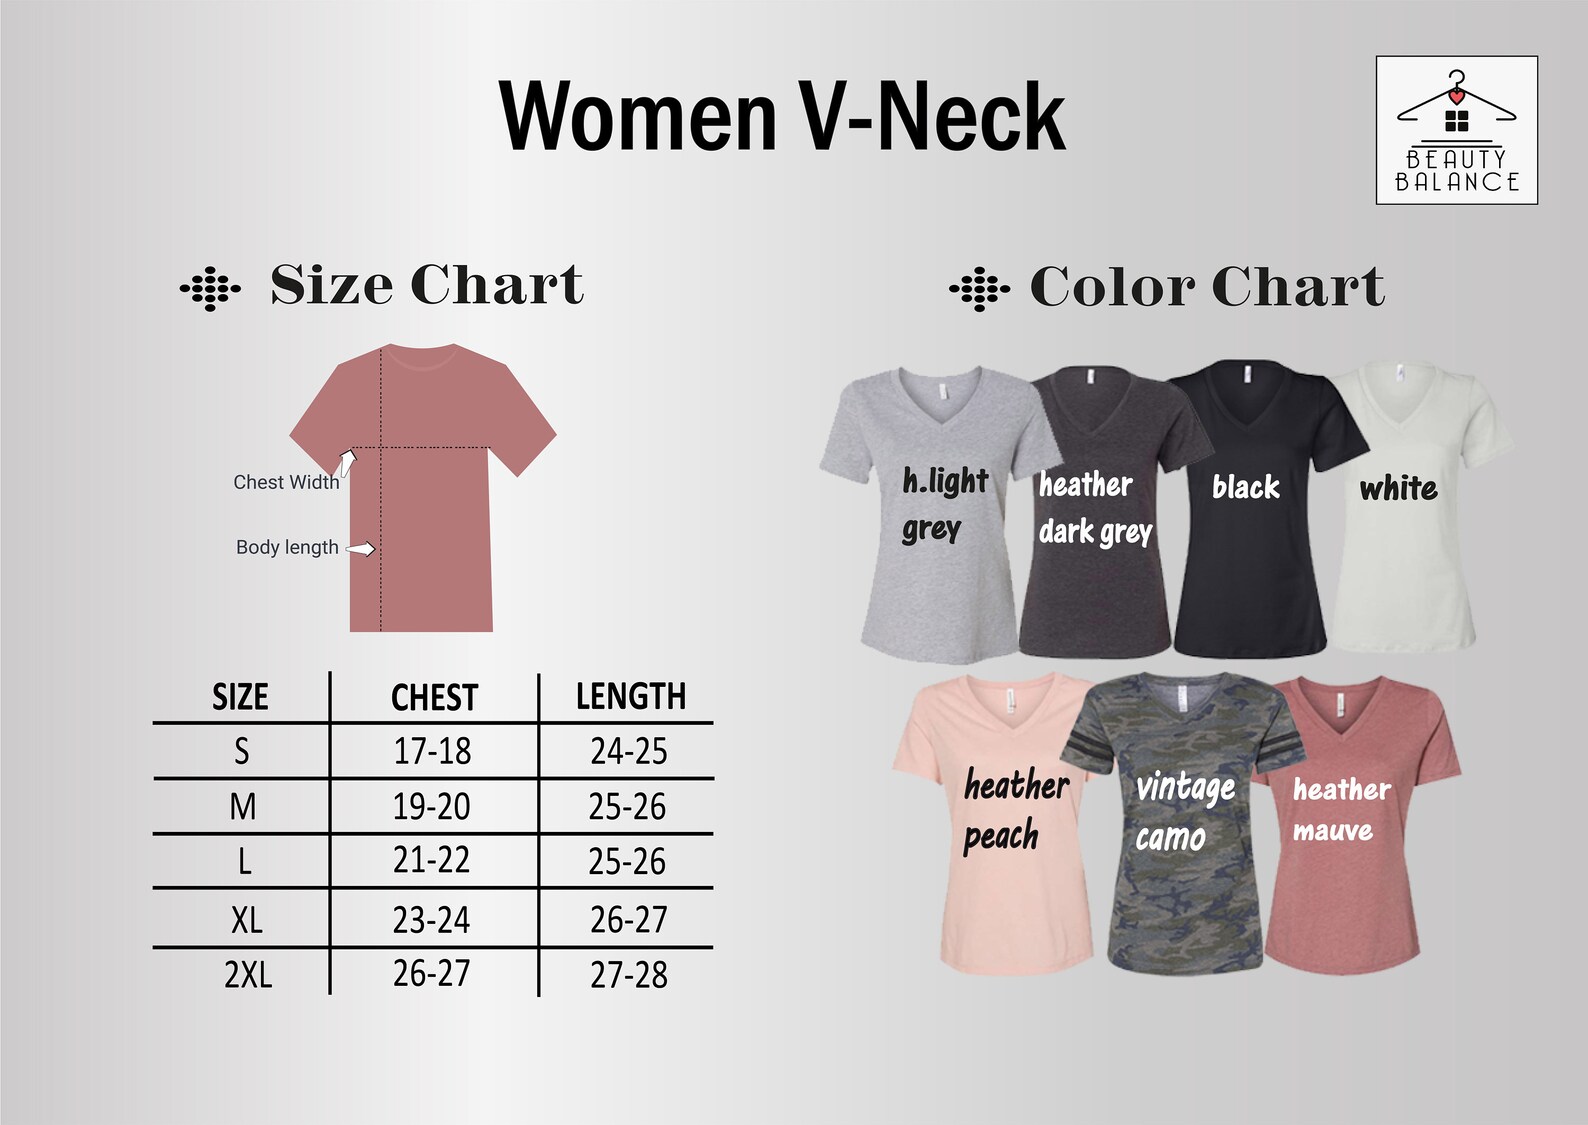 Women V-Neck
BEAUTY
BALANCE
Size Chart
Chest Width
Body length
SIZE CHEST LENGTH
S 17-18 24-25
M 19-20 25-26
L 21-22 25-26
XL 23-24 26-27
2XL 26-27 27-28
Color Chart
h.light
grey
heather
dark grey
black
white
heather
peach
vintage
camo
heather
mauve